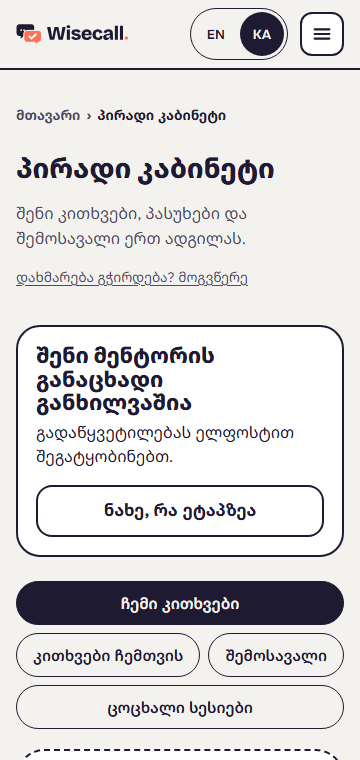 Wisecall.
EN
KA
მთავარი › პირადი კაბინეტი
პირადი კაბინეტი
შენი კითხვები, პასუხები და
შემოსავალი ერთ ადგილას.
დახმარება გჭირდება? მოგვწერე
შენი მენტორის
განაცხადი
განხილვაშია
გადაწყვეტილებას ელფოსტით
შეგატყობინებთ.
ნახე, რა ეტაპზეა
ჩემი კითხვები
კითხვები ჩემთვის
შემოსავალი
ცოცხალი სესიები